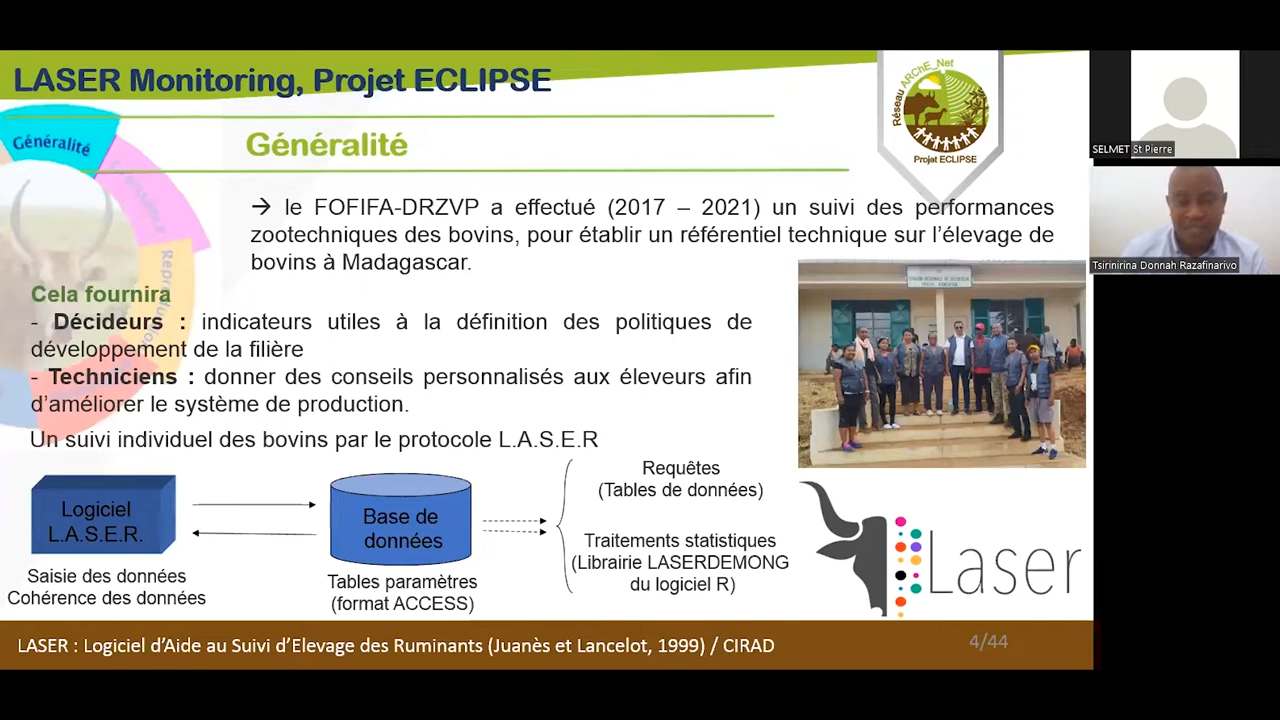 LASER Monitoring, Projet ECLIPSE
Réseau ARChE_Net
Projet ECLIPSE
Généralité
Généralité
→ le FOFIFA-DRZVP a effectué (2017 – 2021) un suivi des performances
zootechniques des bovins, pour établir un référentiel technique sur l’élevage de
bovins à Madagascar.
Cela fournira
- Décideurs : indicateurs utiles à la définition des politiques de
développement de la filière
- Techniciens : donner des conseils personnalisés aux éleveurs afin
d’améliorer le système de production.
Un suivi individuel des bovins par le protocole L.A.S.E.R
Logiciel
L.A.S.E.R.
Saisie des données
Cohérence des données
Base de
données
Tables paramètres
(format ACCESS)
Requêtes
(Tables de données)
Traitements statistiques
(Librairie LASERDEMONG
du logiciel R)
Laser
LASER : Logiciel d’Aide au Suivi d’Elevage des Ruminants (Juanès et Lancelot, 1999) / CIRAD
4/44
SELMET St Pierre
Tsirinirina Donnah Razafinarivo